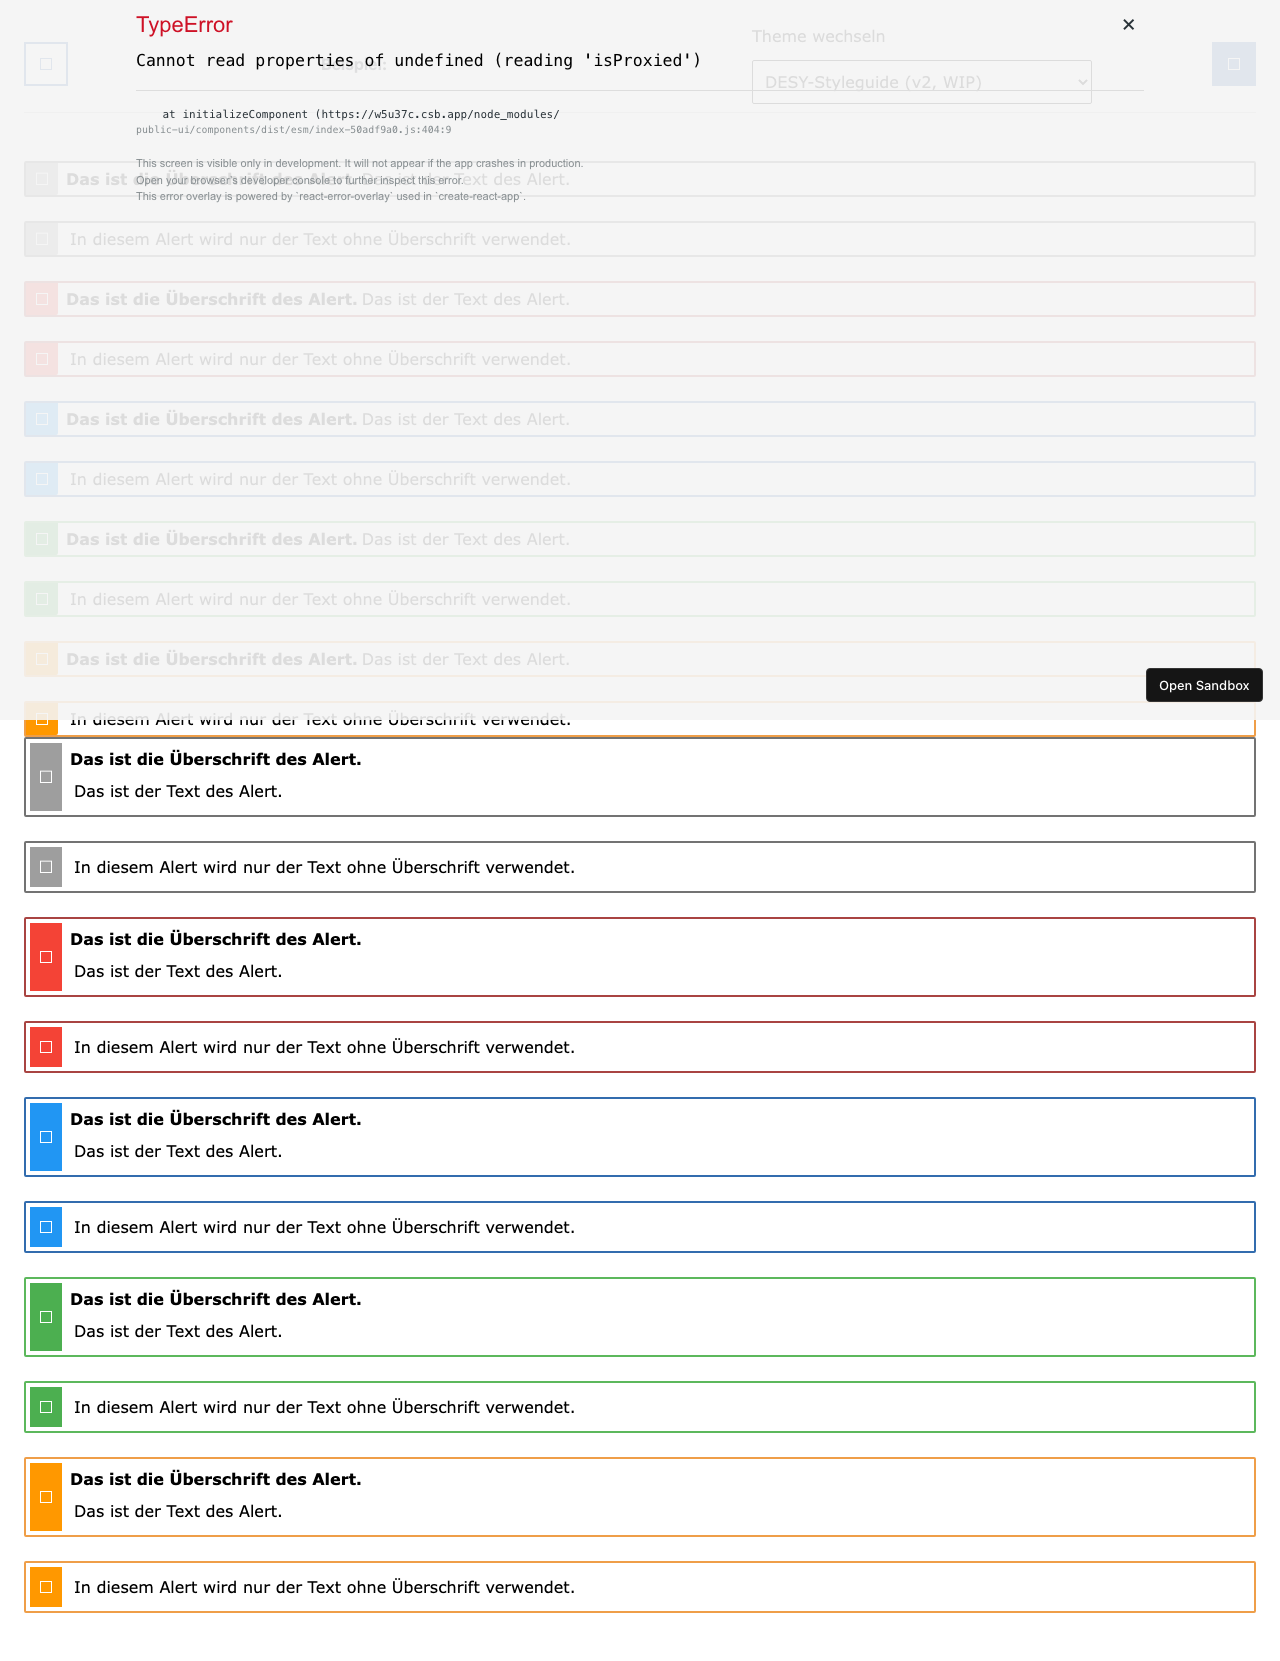 TypeError
✕
Theme wechseln
Cannot read properties of undefined (reading 'isProxied')
Beispiel:
DESY-Styleguide (v2, WIP)
at initializeComponent (https://w5u37c.csb.app/node_modules/
public-ui/components/dist/esm/index-50adf9a0.js:404:9
This screen is visible only in development. It will not appear if the app crashes in production.
Das ist die Überschrift des Alert. Das ist der Text des Alert.
Open your browser's developer console to further inspect this error.
This error overlay is powered by `react-error-overlay` used in `create-react-app`.
In diesem Alert wird nur der Text ohne Überschrift verwendet.
Das ist die Überschrift des Alert. Das ist der Text des Alert.
In diesem Alert wird nur der Text ohne Überschrift verwendet.
Das ist die Überschrift des Alert. Das ist der Text des Alert.
In diesem Alert wird nur der Text ohne Überschrift verwendet.
Das ist die Überschrift des Alert. Das ist der Text des Alert.
In diesem Alert wird nur der Text ohne Überschrift verwendet.
Das ist die Überschrift des Alert. Das ist der Text des Alert.
Open Sandbox
In diesem Alert wird nur der Text ohne Überschrift verwendet.
Das ist die Überschrift des Alert.
Das ist der Text des Alert.
In diesem Alert wird nur der Text ohne Überschrift verwendet.
Das ist die Überschrift des Alert.
Das ist der Text des Alert.
In diesem Alert wird nur der Text ohne Überschrift verwendet.
Das ist die Überschrift des Alert.
Das ist der Text des Alert.
In diesem Alert wird nur der Text ohne Überschrift verwendet.
Das ist die Überschrift des Alert.
Das ist der Text des Alert.
In diesem Alert wird nur der Text ohne Überschrift verwendet.
Das ist die Überschrift des Alert.
Das ist der Text des Alert.
In diesem Alert wird nur der Text ohne Überschrift verwendet.